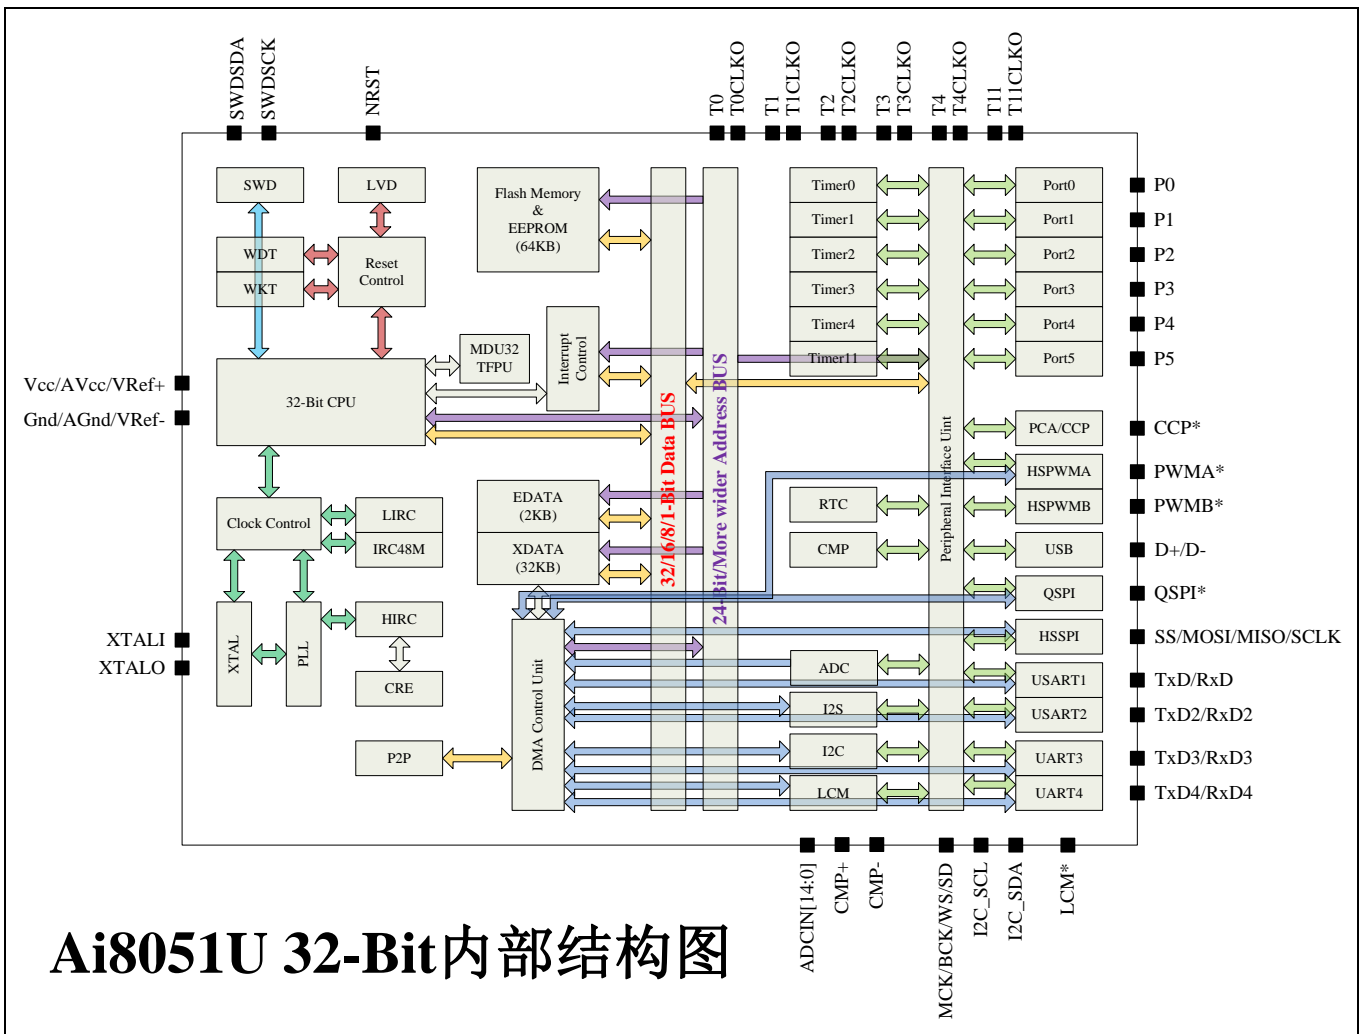 SWDSDA
SWDSCK
NRST
T0
T0CLKO
T1
T1CLKO
T2
T2CLKO
T3
T3CLKO
T4
T4CLKO
T11
T11CLKO
SWD
LVD
WDT
WKT
Reset
Control
Flash Memory
&
EEPROM
(64KB)
Timer0
Timer1
Timer2
Timer3
Timer4
Timer11
Port0
Port1
Port2
Port3
Port4
Port5
P0
P1
P2
P3
P4
P5
MDU32
TFPU
Interrupt
Control
Vcc/AVcc/VRef+
Gnd/AGnd/VRef-
32-Bit CPU
32/16/8/1-Bit Data BUS
24-Bit/More wider Address BUS
Peripheral Interface Uint
PCA/CCP
HSPWMA
HSPWMB
USB
QSPI
HSSPI
USART1
USART2
UART3
UART4
CCP*
PWMA*
PWMB*
D+/D-
QSPI*
SS/MOSI/MISO/SCLK
TxD/RxD
TxD2/RxD2
TxD3/RxD3
TxD4/RxD4
Clock Control
LIRC
IRC48M
EDATA
(2KB)
XDATA
(32KB)
RTC
CMP
XTALI
XTALO
XTAL
PLL
HIRC
CRE
P2P
DMA Control Unit
ADC
I2S
I2C
LCM
ADCIN[14:0]
CMP+
CMP-
MCK/BCK/WS/SD
I2C_SCL
I2C_SDA
LCM*
Ai8051U 32-Bit内部结构图